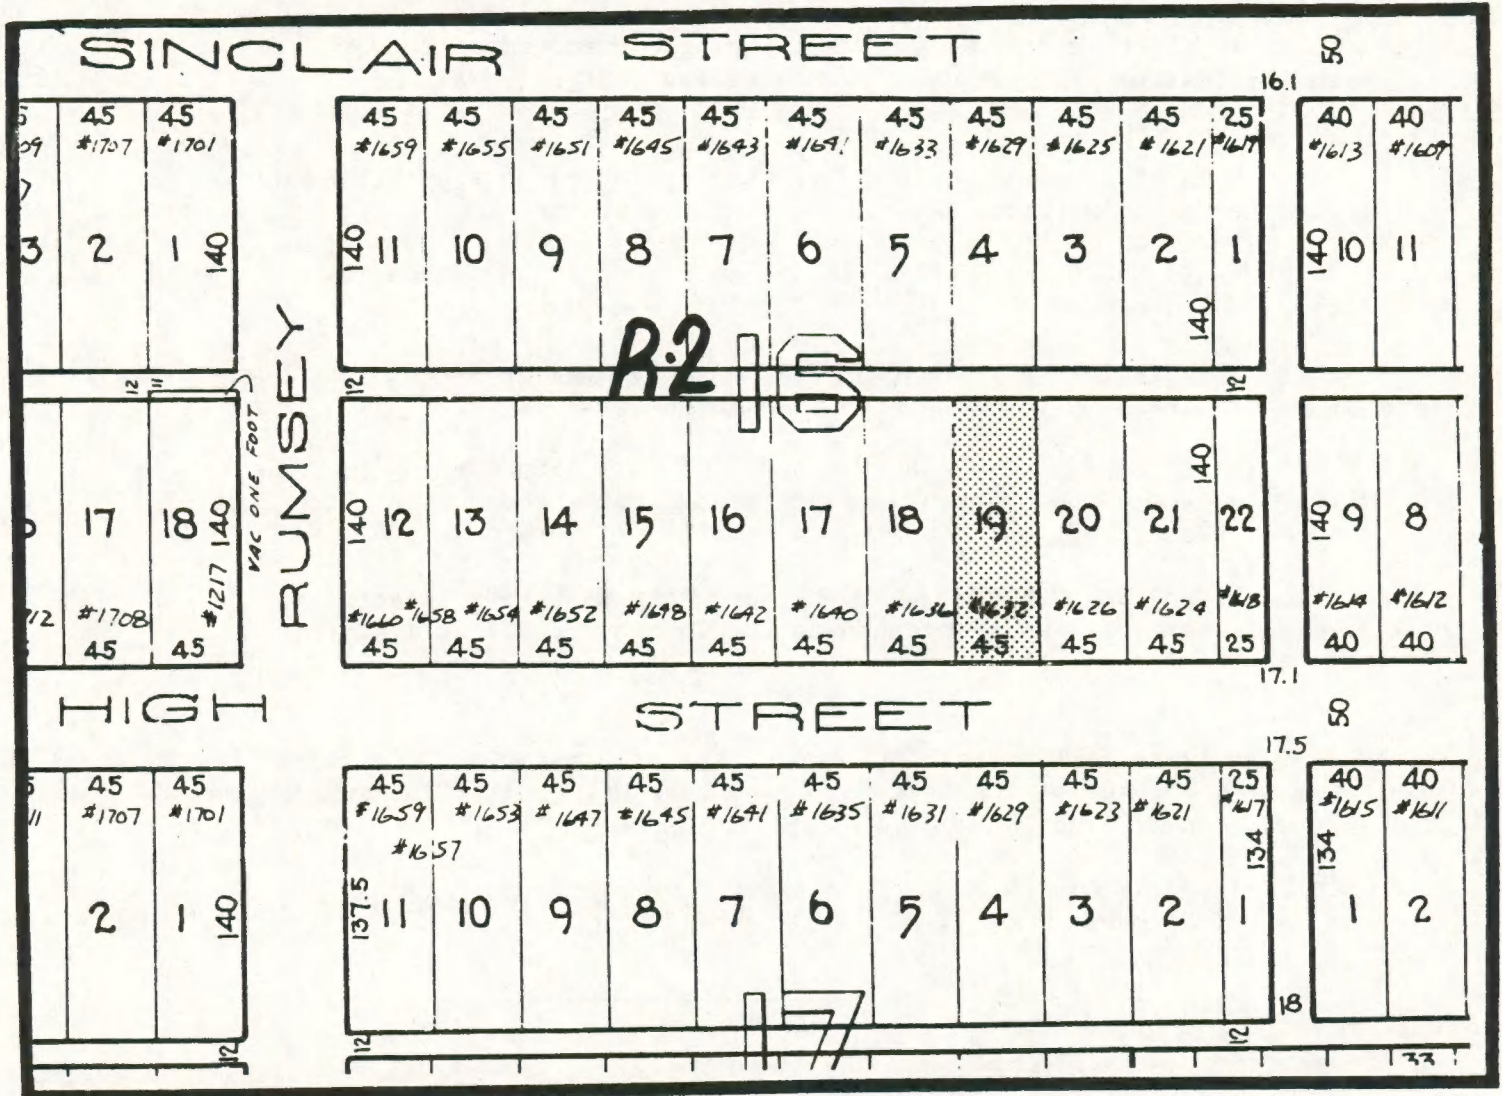 SINCLAIR STREET 50
16.1
45 45 45 45 45 45 45 45 45 45 45 45 25 40 40
#1707 #1701 #1659 #1655 #1651 #1645 #1643 #1641 #1633 #1629 #1625 #1621 #1619 #1613 #1609
3 2 1 140 140 11 10 9 8 7 6 5 4 3 2 1 140 10 11
140
R-2 16
12 11 12 12
VAC ONE FOOT
RUMSEY
140
17 18 140 140 12 13 14 15 16 17 18 19 20 21 22 140 9 8
#1708 #1217 #1660 #1658 #1654 #1652 #1648 #1642 #1640 #1636 #1632 #1626 #1624 #1618 #1614 #1612
45 45 45 45 45 45 45 45 45 45 45 45 25 40 40
17.1
HIGH STREET 50
17.5
45 45 45 45 45 45 45 45 45 45 45 45 25 40 40
#1707 #1701 #1659 #1653 #1647 #1645 #1641 #1635 #1631 #1629 #1623 #1621 #1617 #1615 #1611
#1657 134 134
2 1 140 137.5 11 10 9 8 7 6 5 4 3 2 1 1 2
17 18
12 12 12
33